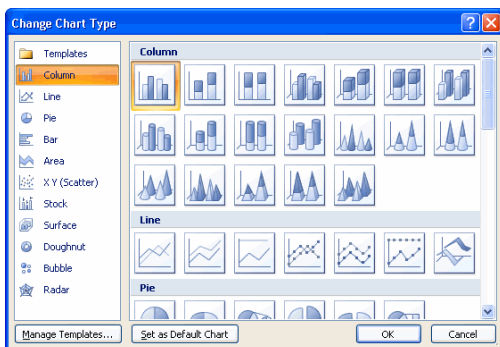 Change Chart Type
Templates
Column
Line
Pie
Bar
Area
X Y (Scatter)
Stock
Surface
Doughnut
Bubble
Radar
Column
Line
Pie
Manage Templates...
Set as Default Chart
OK
Cancel